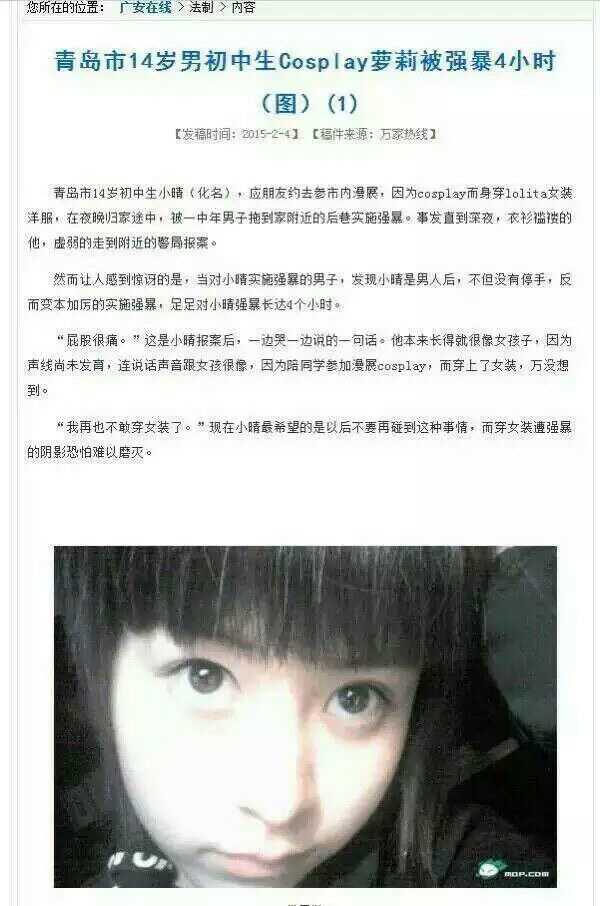 您所在的位置： 广安在线 > 法制 > 内容
青岛市14岁男初中生Cosplay萝莉被强暴4小时
（图）(1)
【发稿时间：2015-2-4】 【稿件来源：万家热线】
青岛市14岁初中生小晴（化名），应朋友约去参市内漫展，因为cosplay而身穿lolita女装
洋服，在夜晚归家途中，被一中年男子拖到家附近的后巷实施强暴。事发直到深夜，衣衫褴褛的
他，虚弱的走到附近的警局报案。
然而让人感到惊讶的是，当对小晴实施强暴的男子，发现小晴是男人后，不但没有停手，反
而变本加厉的实施强暴，足足对小晴强暴长达4个小时。
“屁股很痛。”这是小晴报案后，一边哭一边说的一句话。他本来长得就很像女孩子，因为
声线尚未发育，连说话声音跟女孩很像，因为陪同学参加漫展cosplay，而穿上了女装，万没想
到。
“我再也不敢穿女装了。”现在小晴最希望的是以后不要再碰到这种事情，而穿女装遭强暴
的阴影恐怕难以磨灭。
MOP.COM